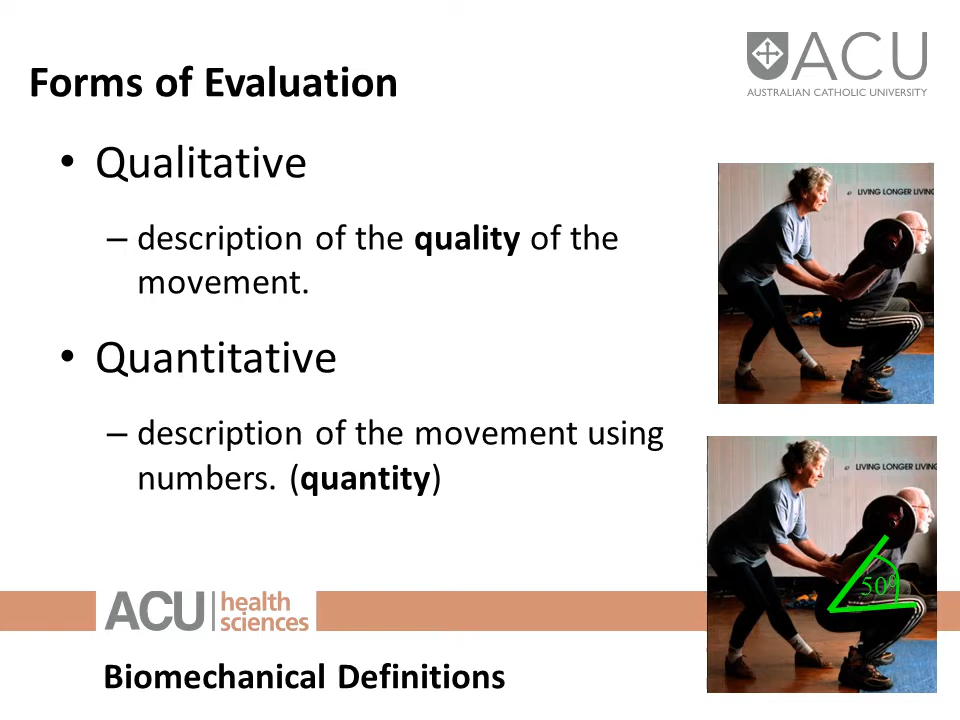 Forms of Evaluation
ACU
AUSTRALIAN CATHOLIC UNIVERSITY
• Qualitative
– description of the quality of the
movement.
• Quantitative
– description of the movement using
numbers. (quantity)
LIVING LONGER LIVING
LIVING LONGER LIVING
50⁰
ACU health
sciences
Biomechanical Definitions